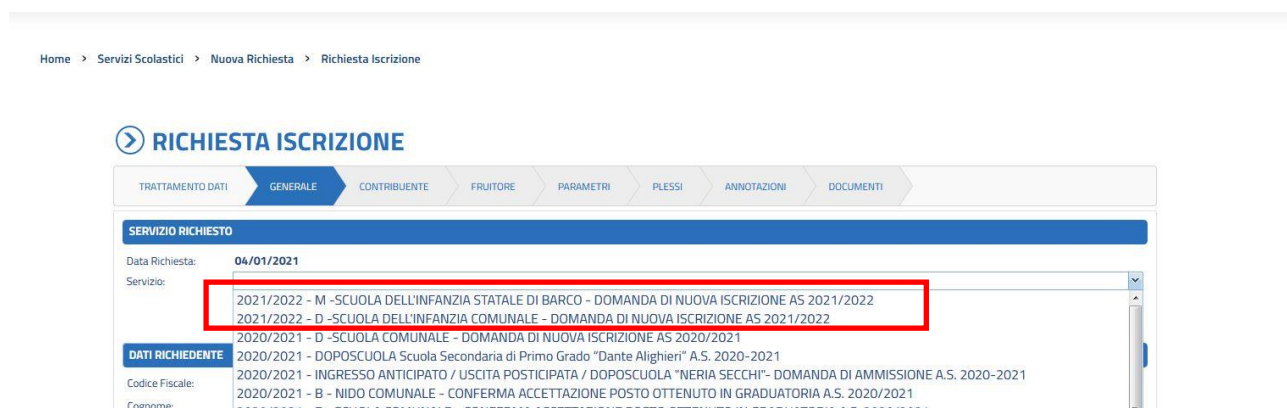 Home > Servizi Scolastici > Nuova Richiesta > Richiesta Iscrizione
RICHIESTA ISCRIZIONE
TRATTAMENTO DATI GENERALE CONTRIBUENTE FRUITORE PARAMETRI PLESSI ANNOTAZIONI DOCUMENTI
SERVIZIO RICHIESTO
Data Richiesta: 04/01/2021
Servizio:
2021/2022 - M -SCUOLA DELL'INFANZIA STATALE DI BARCO - DOMANDA DI NUOVA ISCRIZIONE AS 2021/2022
2021/2022 - D -SCUOLA DELL'INFANZIA COMUNALE - DOMANDA DI NUOVA ISCRIZIONE AS 2021/2022
2020/2021 - D -SCUOLA COMUNALE - DOMANDA DI NUOVA ISCRIZIONE AS 2020/2021
DATI RICHIEDENTE 2020/2021 - DOPOSCUOLA Scuola Secondaria di Primo Grado "Dante Alighieri" A.S. 2020-2021
2020/2021 - INGRESSO ANTICIPATO / USCITA POSTICIPATA / DOPOSCUOLA "NERIA SECCHI"- DOMANDA DI AMMISSIONE A.S. 2020-2021
Codice Fiscale: 2020/2021 - B - NIDO COMUNALE - CONFERMA ACCETTAZIONE POSTO OTTENUTO IN GRADUATORIA A.S. 2020/2021
Cognome: